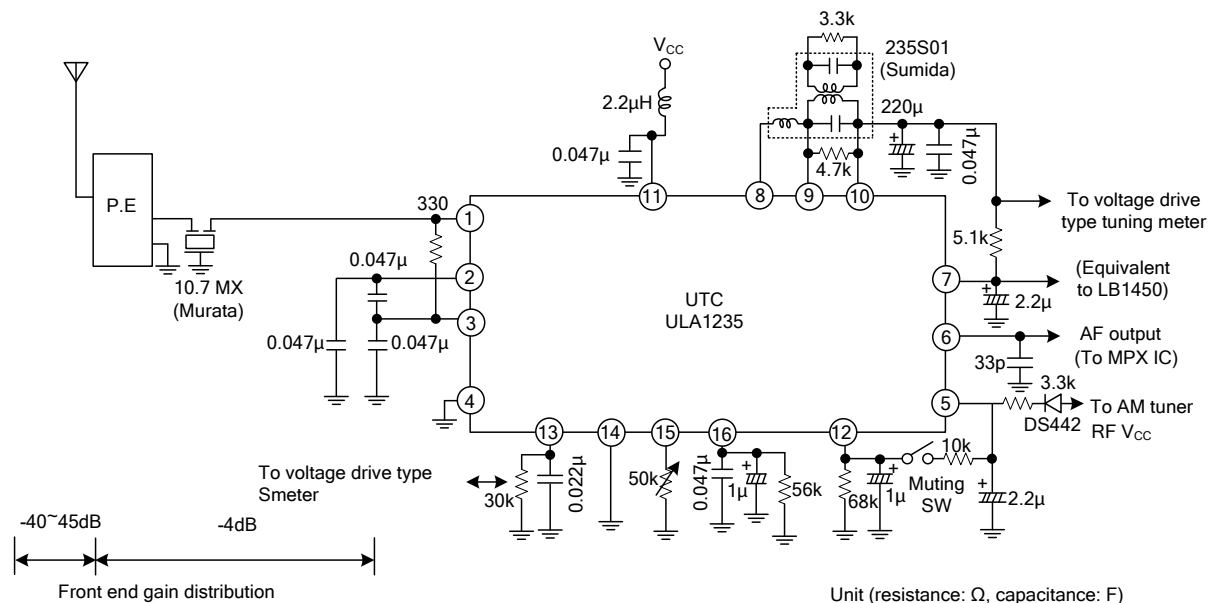 3.3k
235S01
(Sumida)
VCC
2.2µH
220µ
0.047µ
0.047µ
4.7k
P.E
330
1
11
8
9
10
To voltage drive
type tuning meter
5.1k
10.7 MX
(Murata)
0.047µ
2
7
(Equivalent
to LB1450)
2.2µ
UTC
ULA1235
3
0.047µ
0.047µ
6
AF output
(To MPX IC)
33p
4
5
3.3k
To AM tuner
RF VCC
DS442
13
14
15
16
12
To voltage drive type
Smeter
30k
0.022µ
50k
0.047µ
1µ
56k
68k
1µ
Muting
SW
10k
2.2µ
-40~45dB
-4dB
Front end gain distribution
Unit (resistance: Ω, capacitance: F)